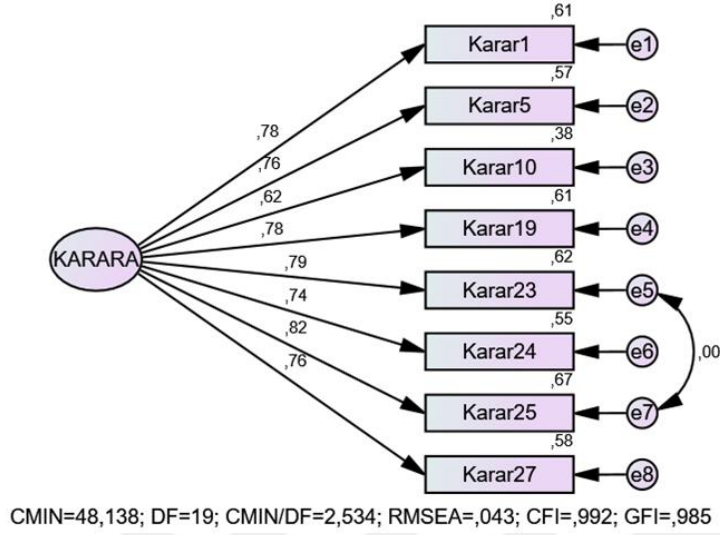 ,61
Karar1
e1
,57
Karar5
e2
,38
Karar10
e3
,61
Karar19
e4
,62
Karar23
e5
,55
Karar24
e6
,67
Karar25
e7
,58
Karar27
e8
KARARA
,78
,76
,62
,78
,79
,74
,82
,76
,00
CMIN=48,138; DF=19; CMIN/DF=2,534; RMSEA=,043; CFI=,992; GFI=,985